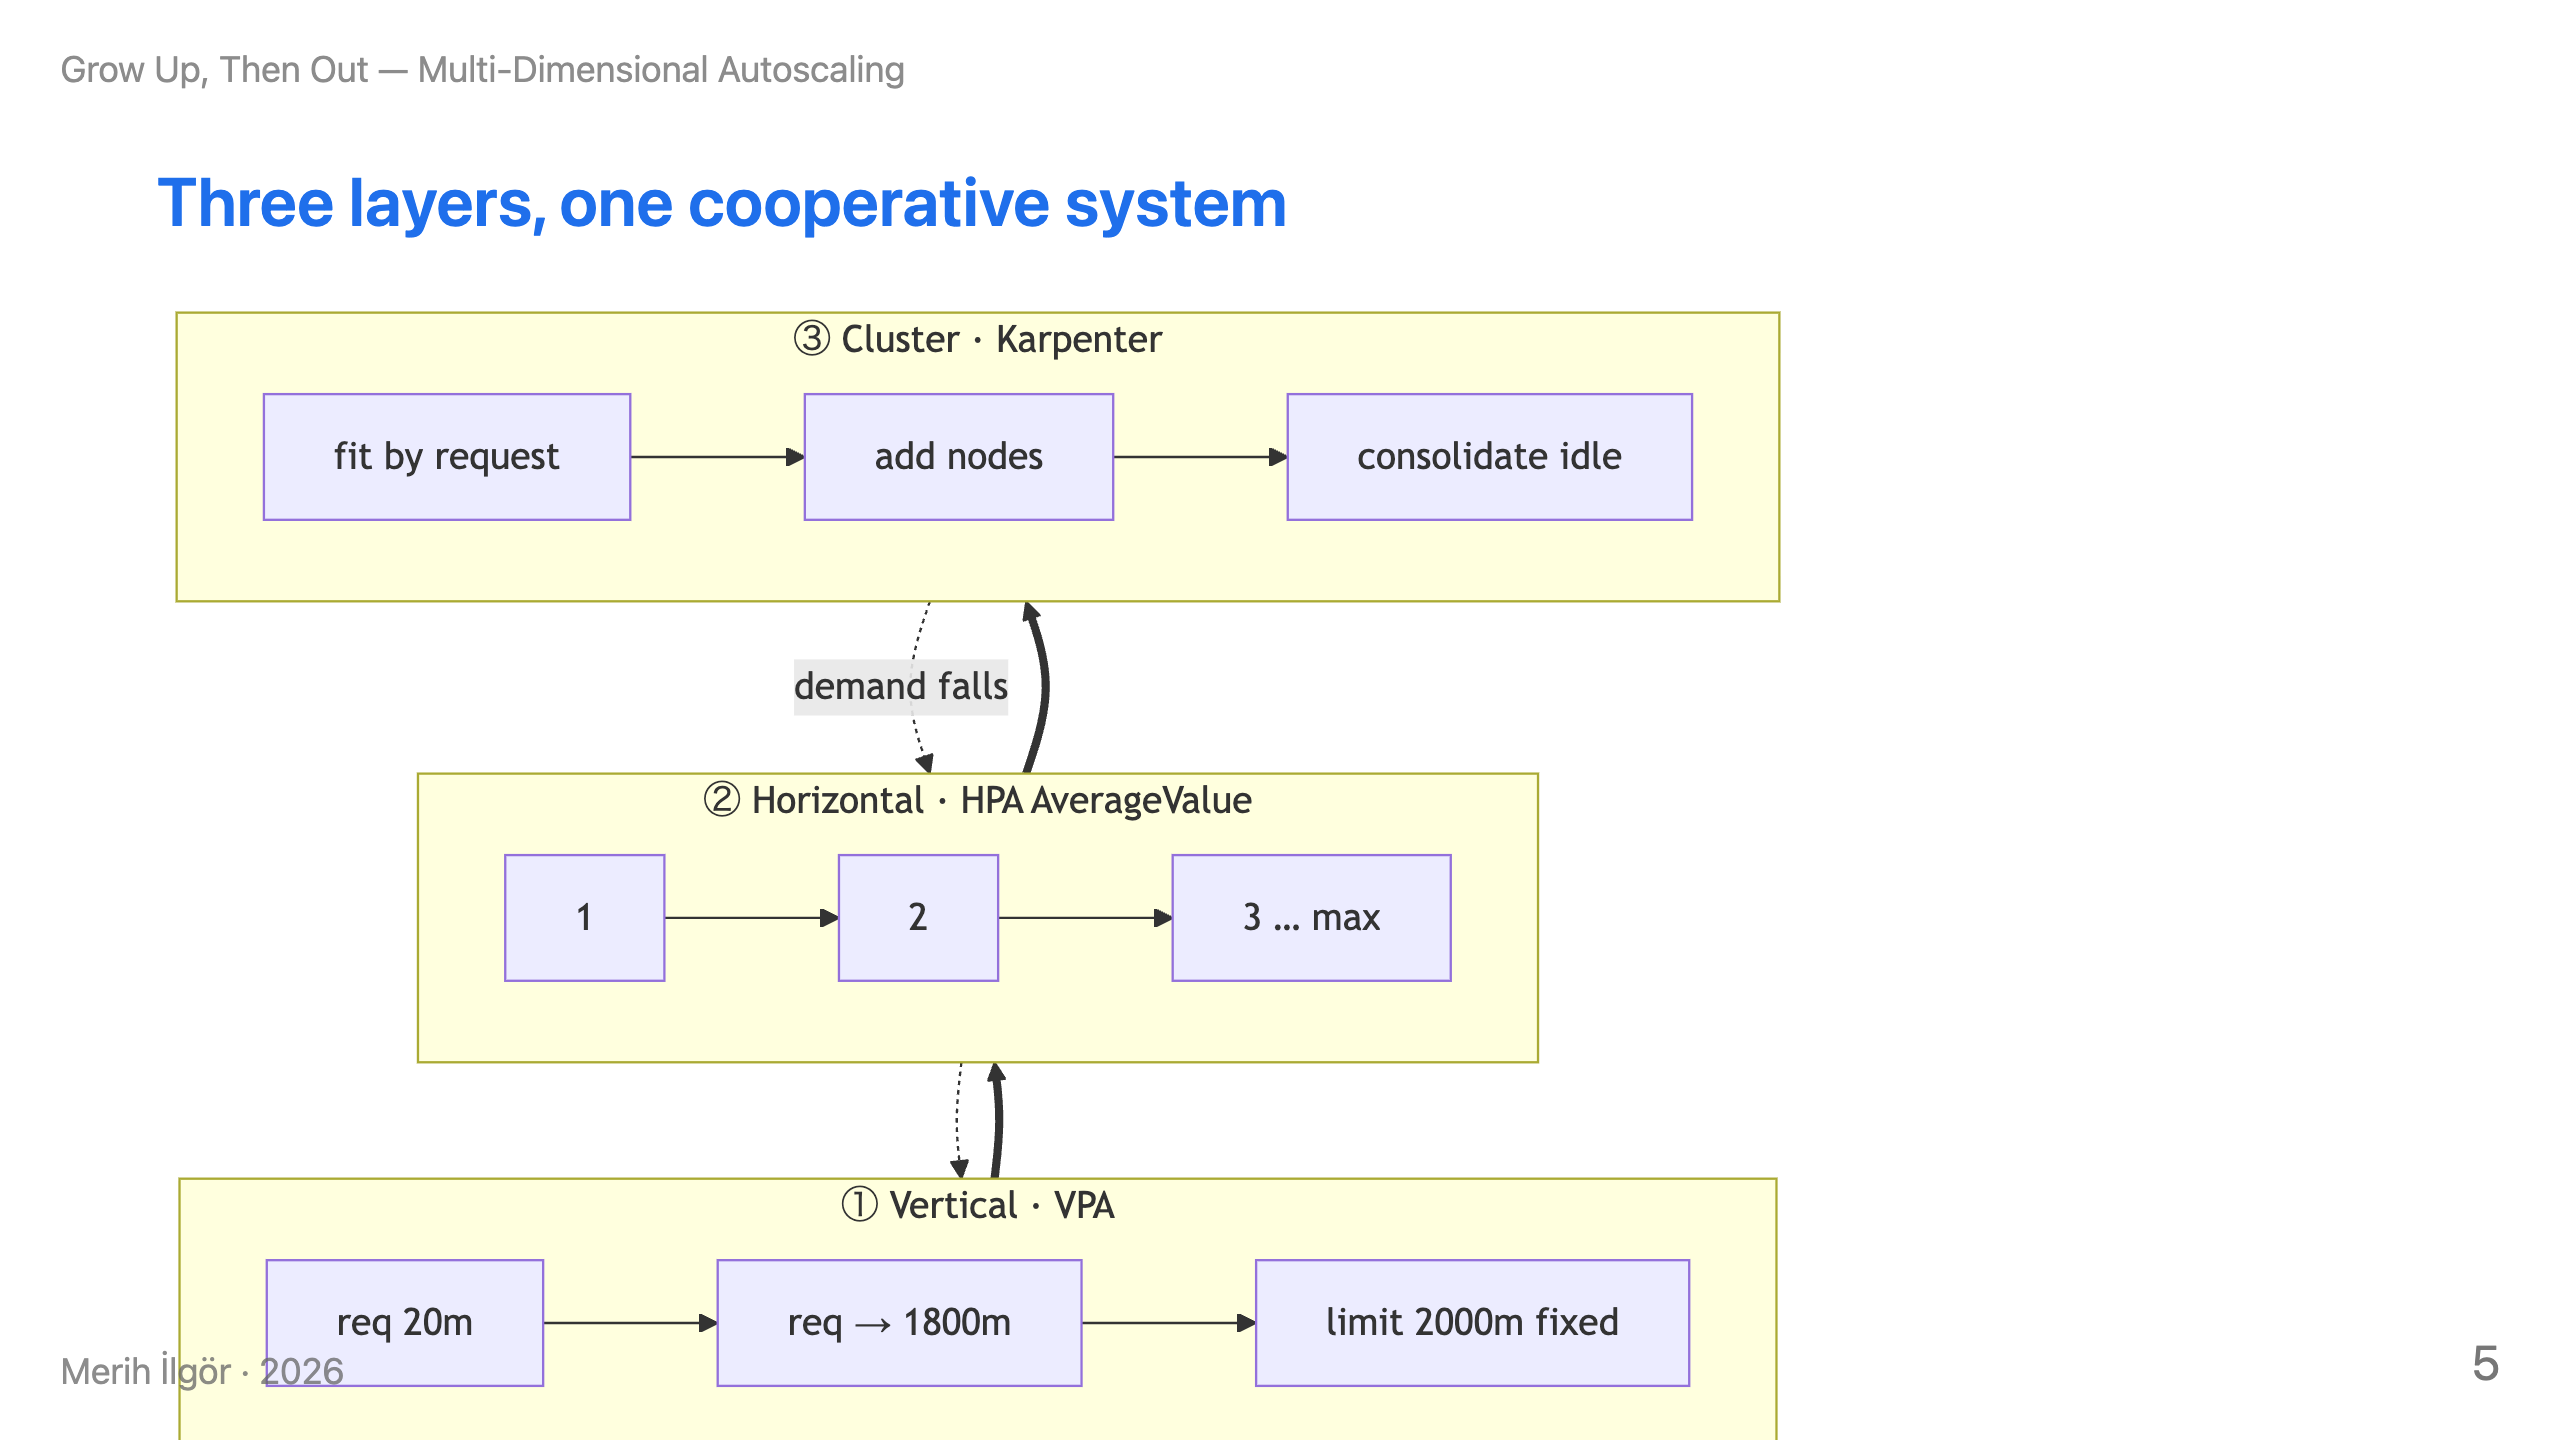 Grow Up, Then Out — Multi-Dimensional Autoscaling
Three layers, one cooperative system
③ Cluster · Karpenter
fit by request
add nodes
consolidate idle
demand falls
② Horizontal · HPA AverageValue
1
2
3 ... max
① Vertical · VPA
req 20m
req → 1800m
limit 2000m fixed
Merih İlgör · 2026
5